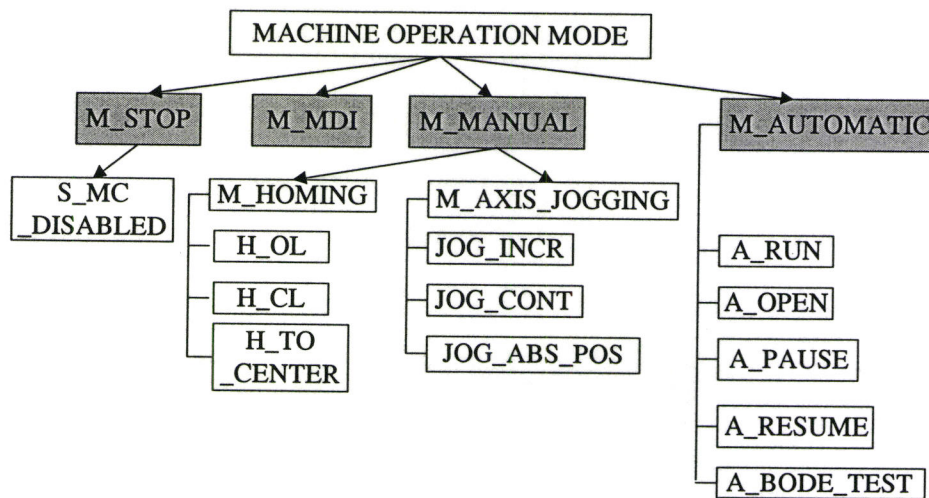 MACHINE OPERATION MODE
M_STOP
M_MDI
M_MANUAL
M_AUTOMATIC
S_MC
_DISABLED
M_HOMING
H_OL
H_CL
H_TO
_CENTER
M_AXIS_JOGGING
JOG_INCR
JOG_CONT
JOG_ABS_POS
A_RUN
A_OPEN
A_PAUSE
A_RESUME
A_BODE_TEST